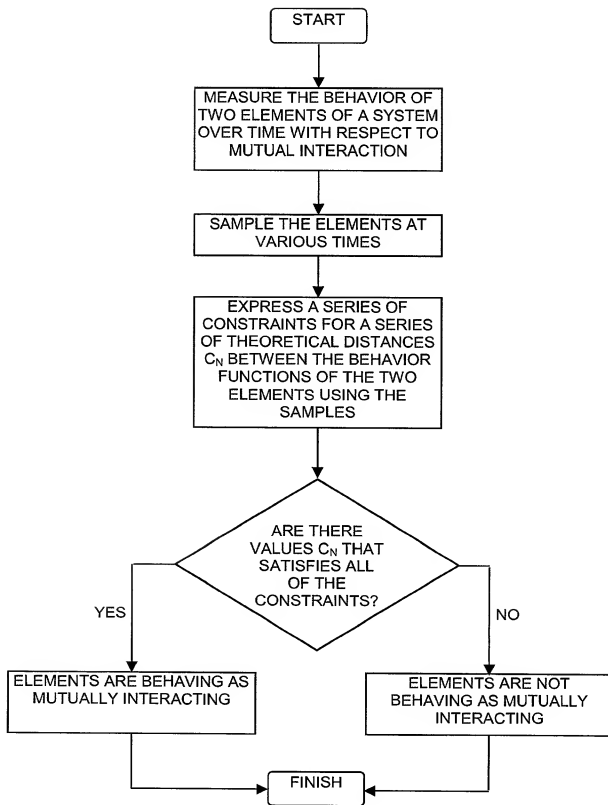 START
MEASURE THE BEHAVIOR OF
TWO ELEMENTS OF A SYSTEM
OVER TIME WITH RESPECT TO
MUTUAL INTERACTION
SAMPLE THE ELEMENTS AT
VARIOUS TIMES
EXPRESS A SERIES OF
CONSTRAINTS FOR A SERIES
OF THEORETICAL DISTANCES
C_N BETWEEN THE BEHAVIOR
FUNCTIONS OF THE TWO
ELEMENTS USING THE
SAMPLES
ARE THERE
VALUES C_N THAT
SATISFIES ALL
OF THE
CONSTRAINTS?
YES
NO
ELEMENTS ARE BEHAVING AS
MUTUALLY INTERACTING
ELEMENTS ARE NOT
BEHAVING AS MUTUALLY
INTERACTING
FINISH